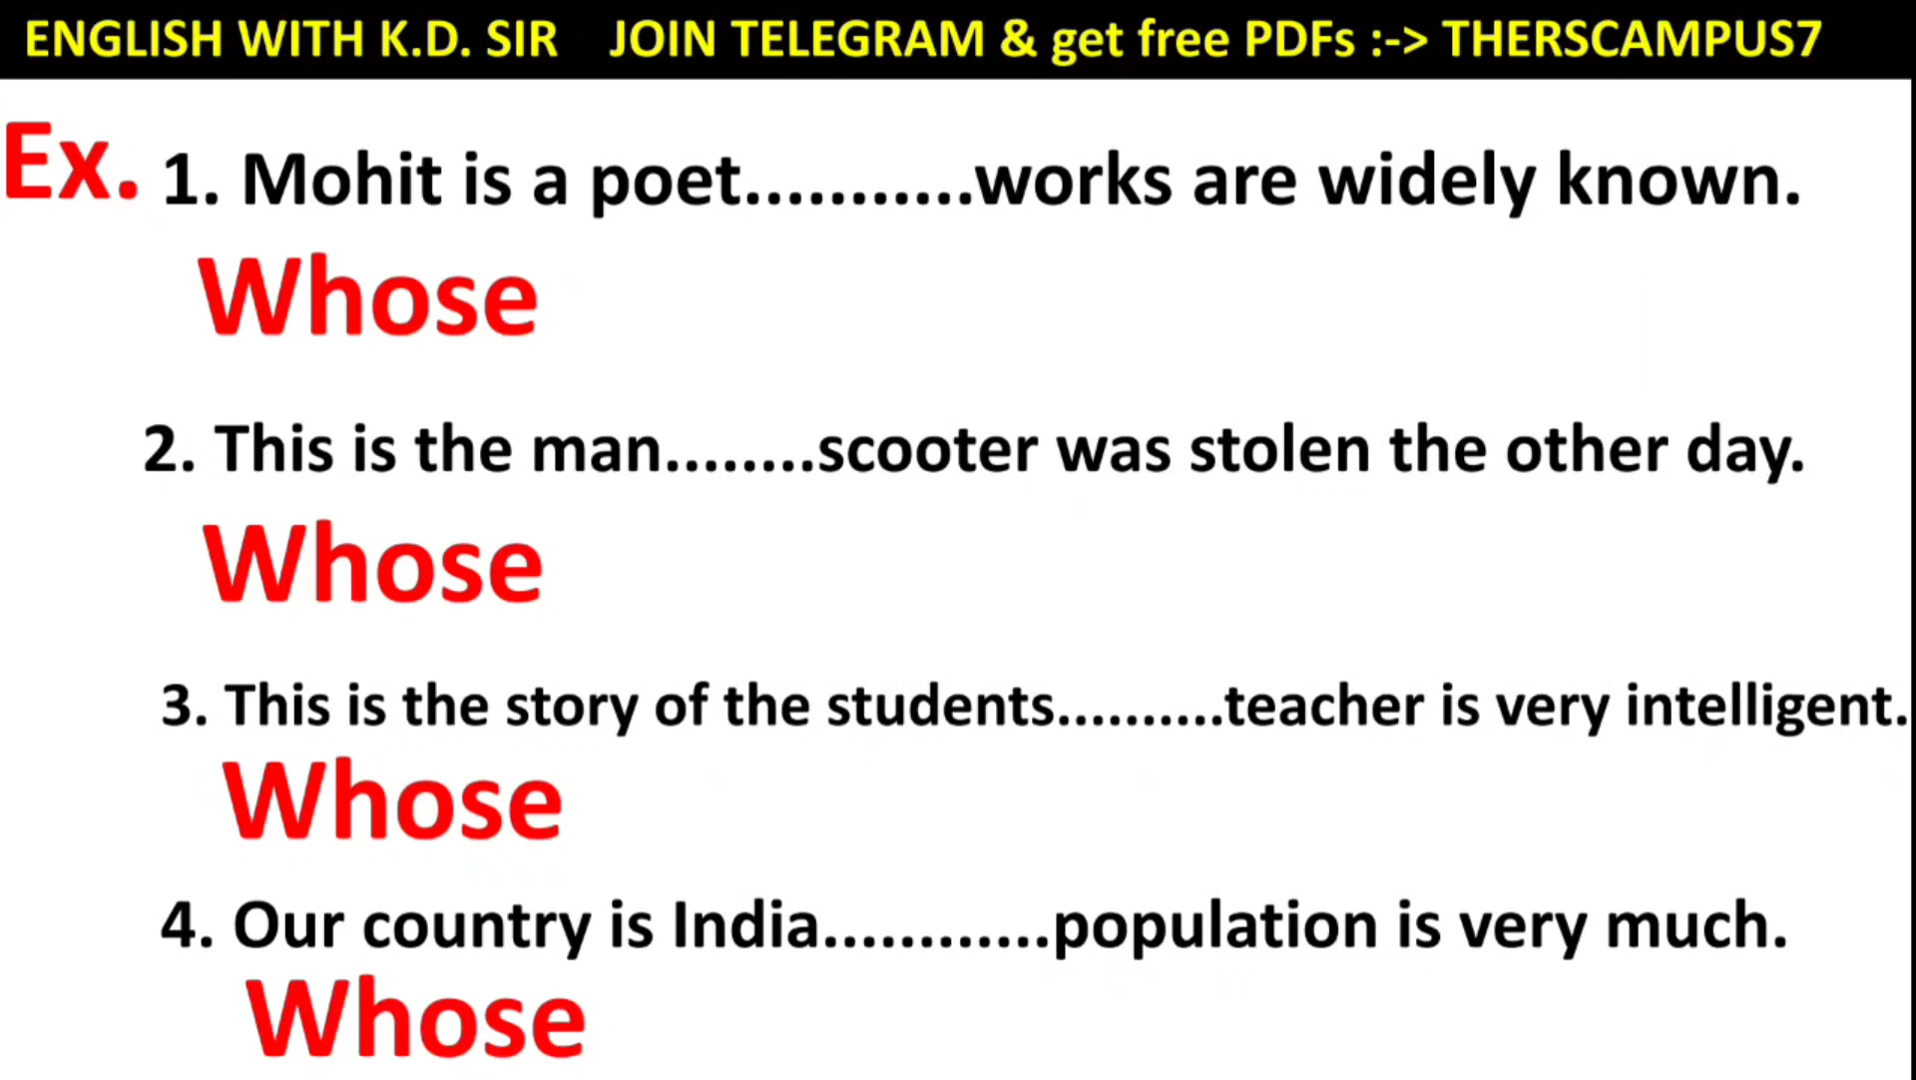 ENGLISH WITH K.D. SIR JOIN TELEGRAM & get free PDFs :-> THERSCAMPUS7
Ex. 1. Mohit is a poet...........works are widely known.
Whose
2. This is the man........scooter was stolen the other day.
Whose
3. This is the story of the students..........teacher is very intelligent.
Whose
4. Our country is India............population is very much.
Whose